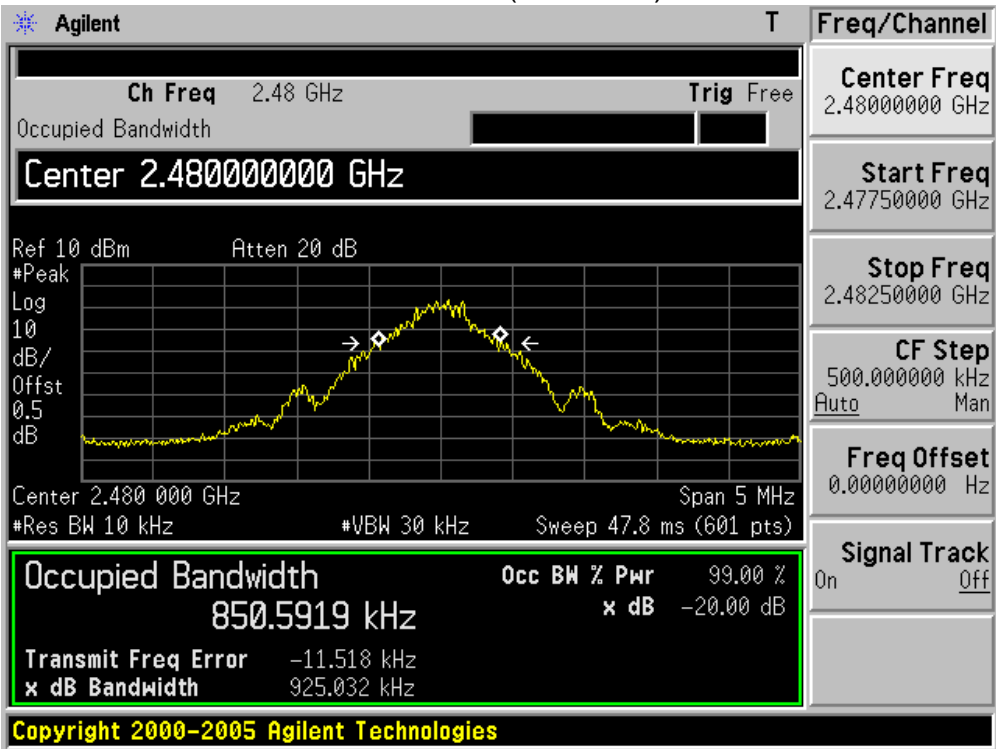 Agilent T
Freq/Channel
Ch Freq 2.48 GHz Trig Free
Occupied Bandwidth
Center 2.480000000 GHz
Ref 10 dBm Atten 20 dB
#Peak
Log
10
dB/
Offst
0.5
dB
Center 2.480 000 GHz Span 5 MHz
#Res BW 10 kHz #VBW 30 kHz Sweep 47.8 ms (601 pts)
Occupied Bandwidth
850.5919 kHz
Occ BW % Pwr 99.00 %
x dB -20.00 dB
Transmit Freq Error -11.518 kHz
x dB Bandwidth 925.032 kHz
Center Freq
2.48000000 GHz
Start Freq
2.47750000 GHz
Stop Freq
2.48250000 GHz
CF Step
500.000000 kHz
Auto Man
Freq Offset
0.00000000 Hz
Signal Track
On Off
Copyright 2000-2005 Agilent Technologies